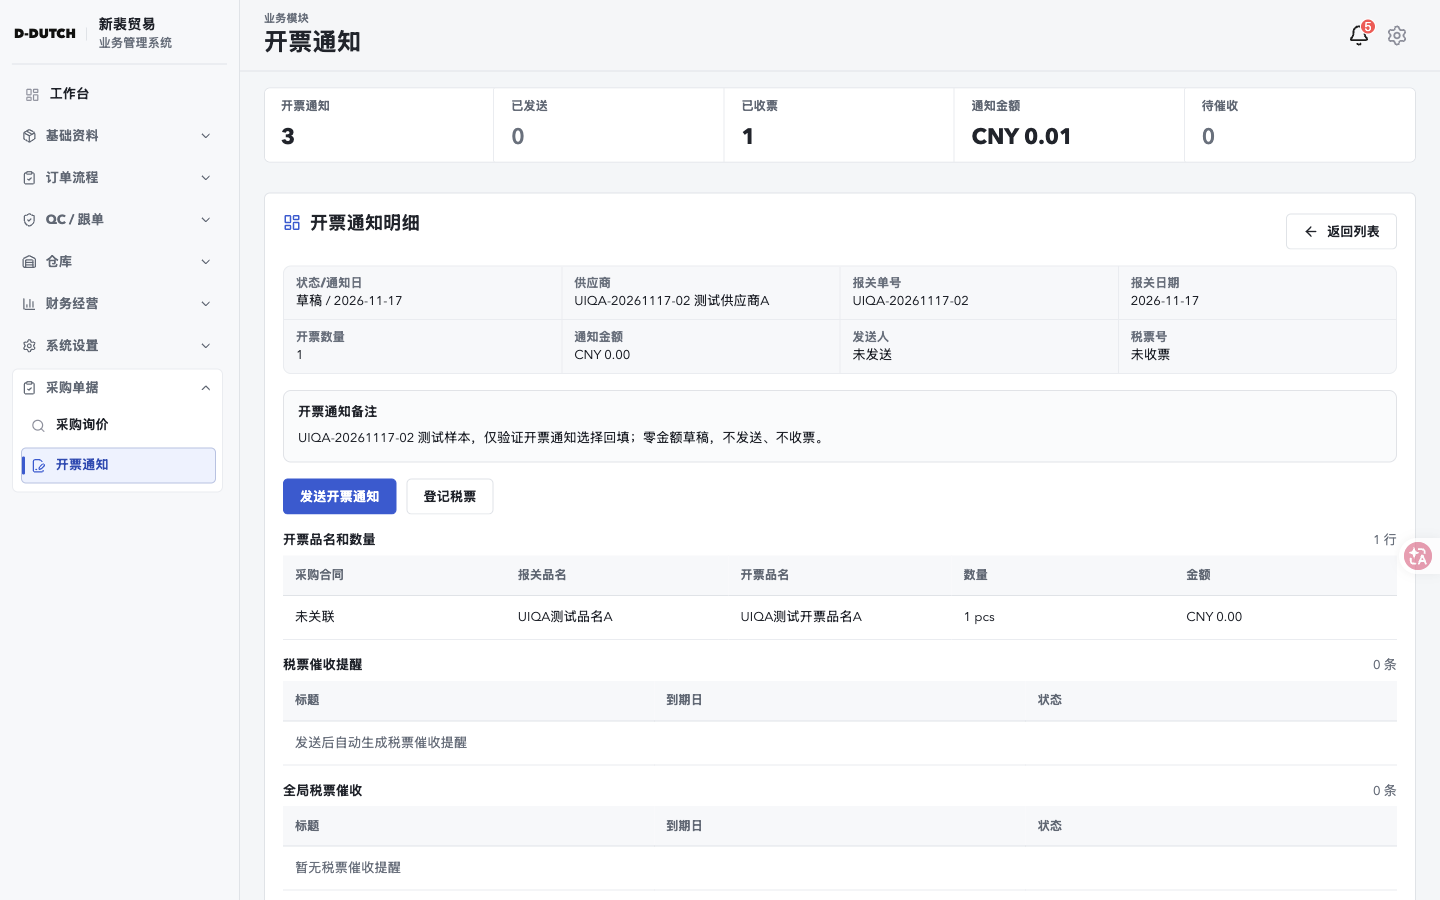 D-DUTCH
新裴贸易
业务管理系统
工作台
基础资料
订单流程
QC / 跟单
仓库
财务经营
系统设置
采购单据
采购询价
开票通知
业务模块
开票通知
5
开票通知
3
已发送
0
已收票
1
通知金额
CNY 0.01
待催收
0
开票通知明细
返回列表
状态/通知日
草稿 / 2026-11-17
供应商
UIQA-20261117-02 测试供应商A
报关单号
UIQA-20261117-02
报关日期
2026-11-17
开票数量
1
通知金额
CNY 0.00
发送人
未发送
税票号
未收票
开票通知备注
UIQA-20261117-02 测试样本，仅验证开票通知选择回填；零金额草稿，不发送、不收票。
发送开票通知
登记税票
开票品名和数量
1 行
采购合同 报关品名 开票品名 数量 金额
未关联 UIQA测试品名A UIQA测试开票品名A 1 pcs CNY 0.00
税票催收提醒
0 条
标题 到期日 状态
发送后自动生成税票催收提醒
全局税票催收
0 条
标题 到期日 状态
暂无税票催收提醒